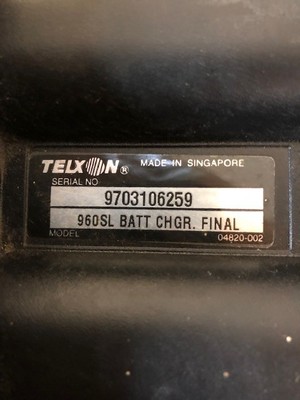 TELXON® MADE IN SINGAPORE
SERIAL NO
9703106259
960SL BATT CHGR. FINAL
MODEL 04820-002